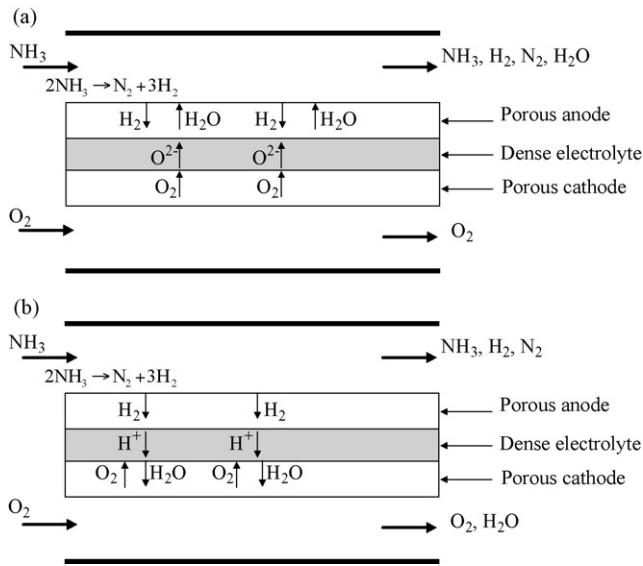 (a)
NH₃
NH₃, H₂, N₂, H₂O
2NH₃ → N₂ +3H₂
H₂ H₂O H₂ H₂O
Porous anode
O²⁻ O²⁻
Dense electrolyte
O₂ O₂
Porous cathode
O₂
O₂
(b)
NH₃
NH₃, H₂, N₂
2NH₃ → N₂ +3H₂
H₂ H₂
Porous anode
H⁺ H⁺
Dense electrolyte
O₂ H₂O O₂ H₂O
Porous cathode
O₂
O₂, H₂O